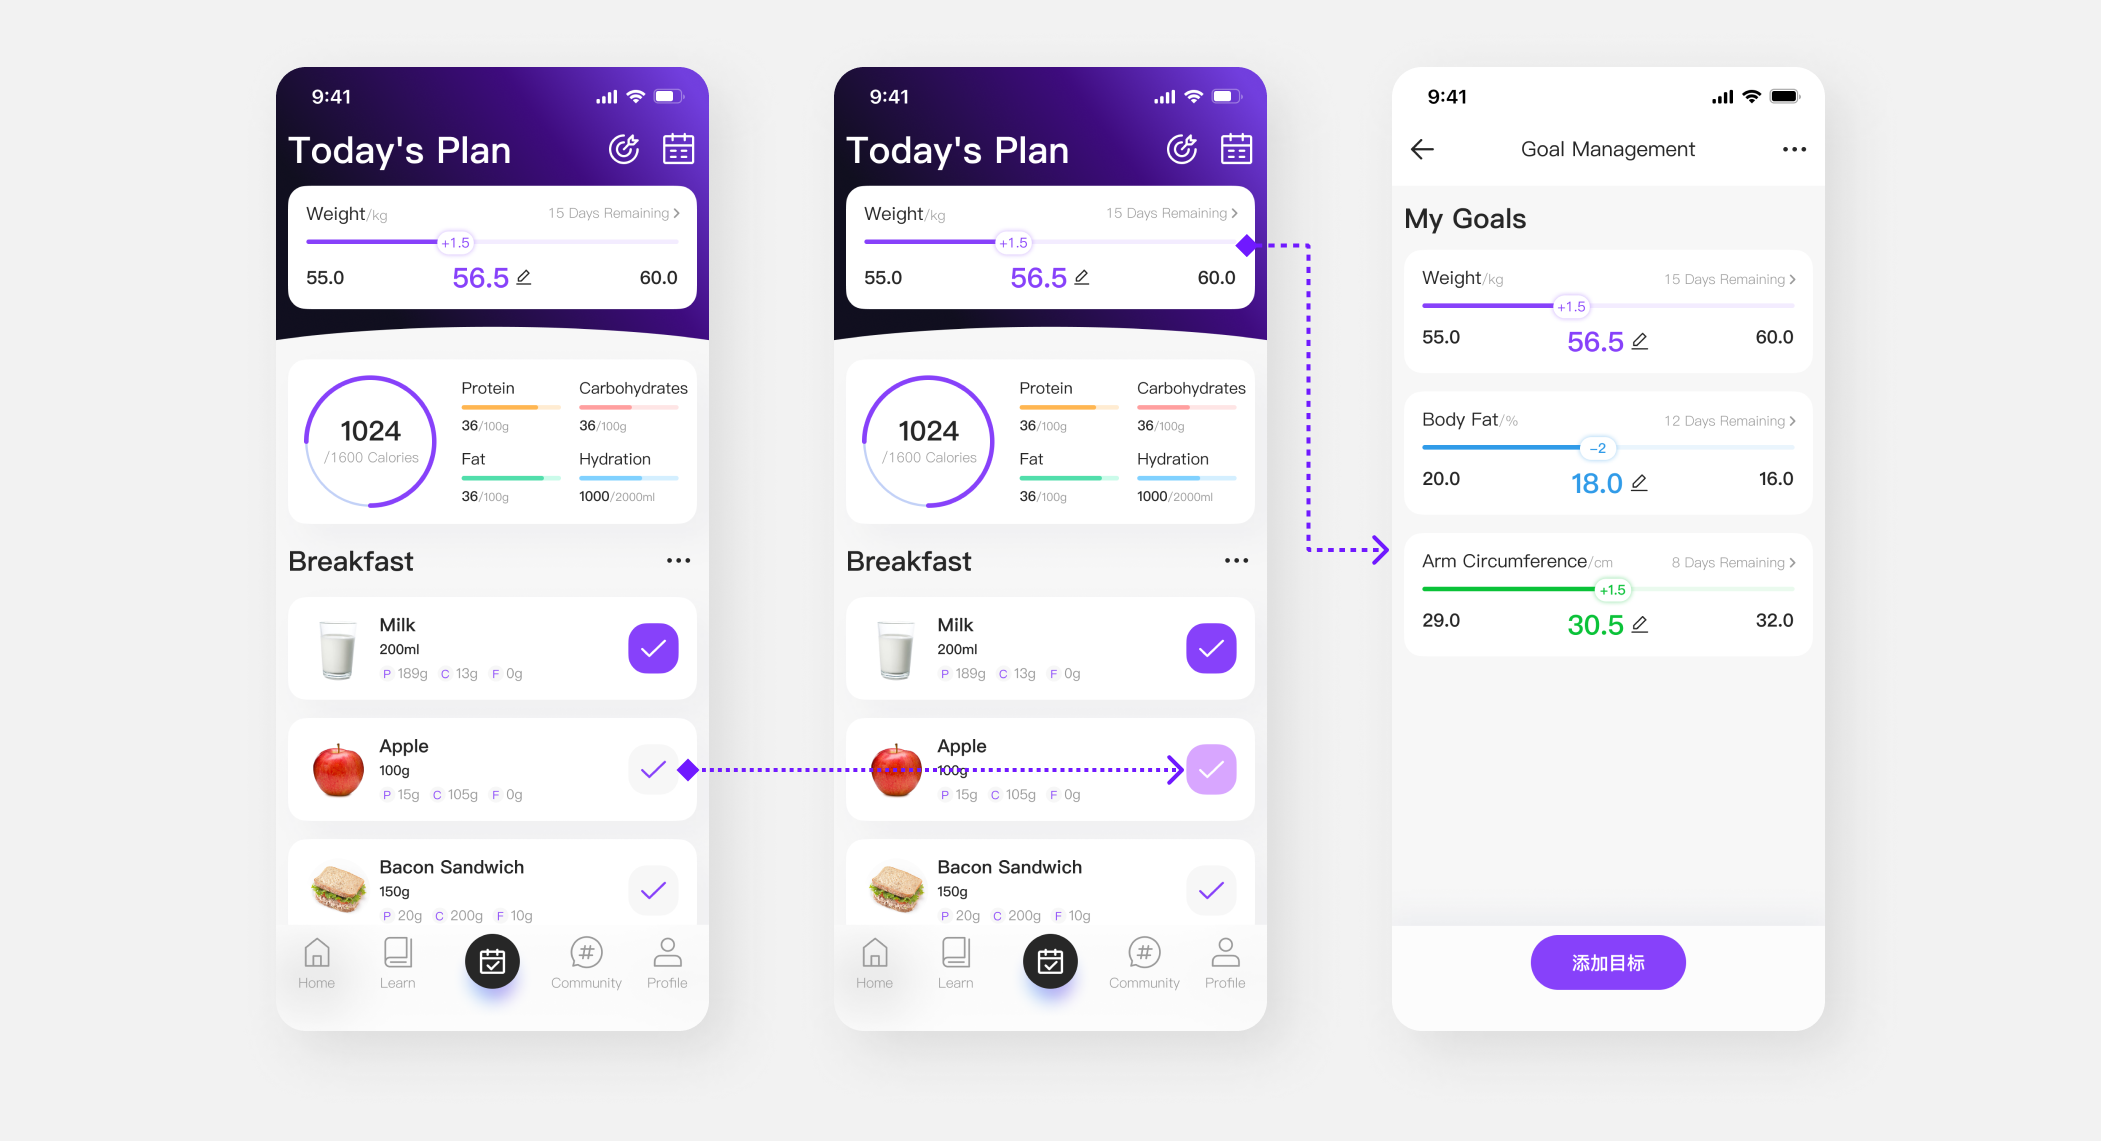 9:41
Today's Plan
Weight/kg 15 Days Remaining
+1.5
55.0 56.5 60.0
1024
/1600 Calories
Protein Carbohydrates
36/100g 36/100g
Fat Hydration
36/100g 1000/2000ml
Breakfast
Milk
200ml
P 189g C 13g F 0g
Apple
100g
P 15g C 105g F 0g
Bacon Sandwich
150g
P 20g C 200g F 10g
Home Learn Community Profile
9:41
Today's Plan
Weight/kg 15 Days Remaining
+1.5
55.0 56.5 60.0
1024
/1600 Calories
Protein Carbohydrates
36/100g 36/100g
Fat Hydration
36/100g 1000/2000ml
Breakfast
Milk
200ml
P 189g C 13g F 0g
Apple
100g
P 15g C 105g F 0g
Bacon Sandwich
150g
P 20g C 200g F 10g
Home Learn Community Profile
9:41
Goal Management
My Goals
Weight/kg 15 Days Remaining
+1.5
55.0 56.5 60.0
Body Fat/% 12 Days Remaining
-2
20.0 18.0 16.0
Arm Circumference/cm 8 Days Remaining
+1.5
29.0 30.5 32.0
添加目标